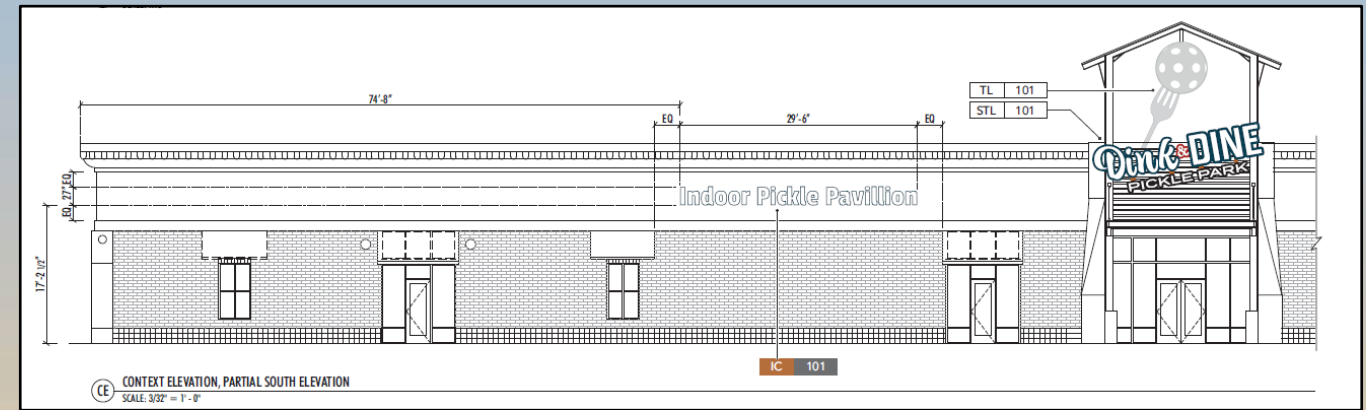 74'-8"
EQ
29'-6"
EQ
TL 101
STL 101
Dink & DINE
PICKLE PARK
EQ
27"
EQ
Indoor Pickle Pavillion
17'-2 1/2"
IC 101
CE
CONTEXT ELEVATION, PARTIAL SOUTH ELEVATION
SCALE: 3/32" = 1' - 0"